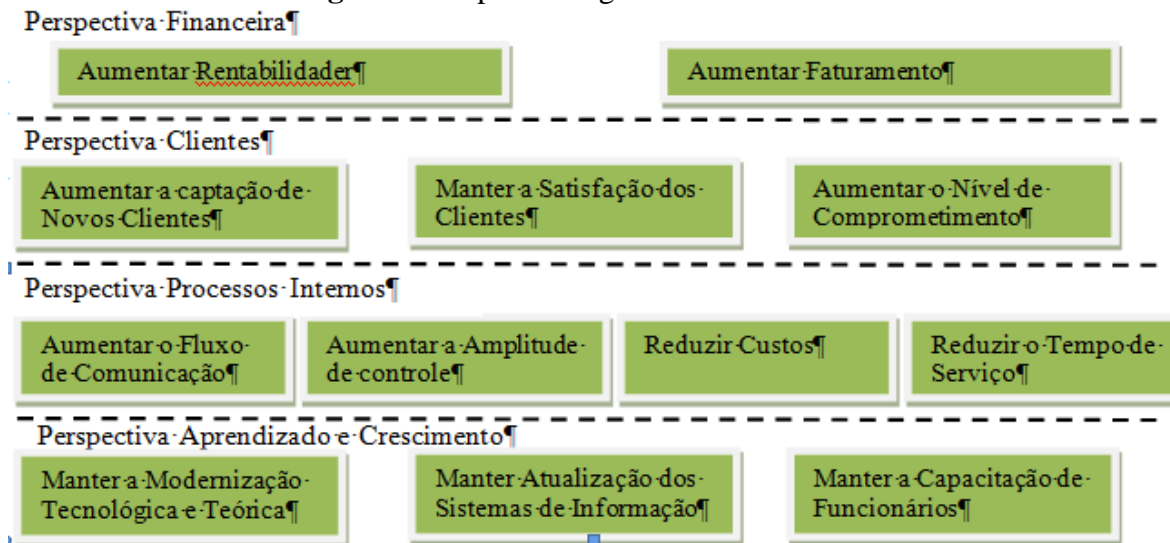 Perspectiva Financeira¶
Aumentar Rentabilidader¶
Aumentar Faturamento¶
Perspectiva Clientes¶
Aumentar a captação de
Novos Clientes¶
Manter a Satisfação dos
Clientes¶
Aumentar o Nível de
Comprometimento¶
Perspectiva Processos Internos¶
Aumentar o Fluxo
de Comunicação¶
Aumentar a Amplitude
de controle¶
Reduzir Custos¶
Reduzir o Tempo de
Serviço¶
Perspectiva Aprendizado e Crescimento¶
Manter a Modernização
Tecnológica e Teórica¶
Manter Atualização dos
Sistemas de Informação¶
Manter a Capacitação de
Funcionários¶